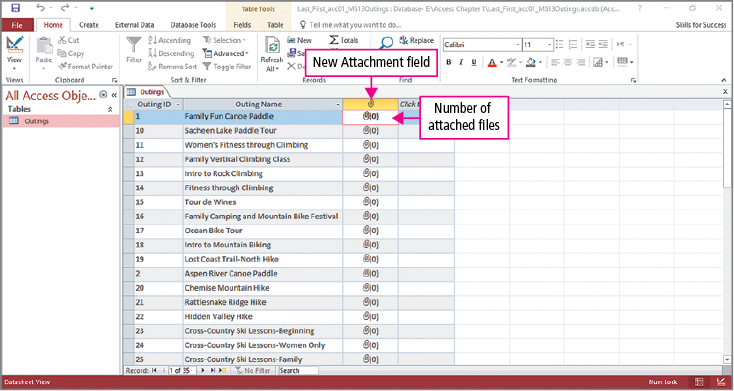 Table Tools
Last_First_acc01_MS13Outings : Database- E:\Access Chapter 1\Last_First_acc01_MS13Outings.accdb (Acc...
File
Home
Create
External Data
Database Tools
Fields
Table
Tell me what you want to do...
Skills for Success
View
Views
Paste
Cut
Copy
Format Painter
Clipboard
Filter
Ascending
Descending
Remove Sort
Selection
Advanced
Toggle Filter
Sort & Filter
Refresh All
New
Totals
Records
Replace
Find
Calibri
11
B I U
Text Formatting
New Attachment field
Number of attached files
All Access Obje...
Tables
Outings
Outings
Outing ID Outing Name Click
1 Family Fun Canoe Paddle (0)
10 Sacheen Lake Paddle Tour (0)
11 Women's Fitness through Climbing (0)
12 Family Vertical Climbing Class (0)
13 Intro to Rock Climbing (0)
14 Fitness through Climbing (0)
15 Tour de Wines (0)
16 Family Camping and Mountain Bike Festival (0)
17 Ocean Bike Tour (0)
18 Intro to Mountain Biking (0)
19 Lost Coast Trail-North Hike (0)
2 Aspen River Canoe Paddle (0)
20 Chemise Mountain Hike (0)
21 Rattlesnake Ridge Hike (0)
22 Hidden Valley Hike (0)
23 Cross-Country Ski Lessons-Beginning (0)
24 Cross-Country Ski Lessons-Women Only (0)
25 Cross-Country Ski Lessons-Family (0)
Record: 1 of 35 No Filter Search
Datasheet View
Num Lock